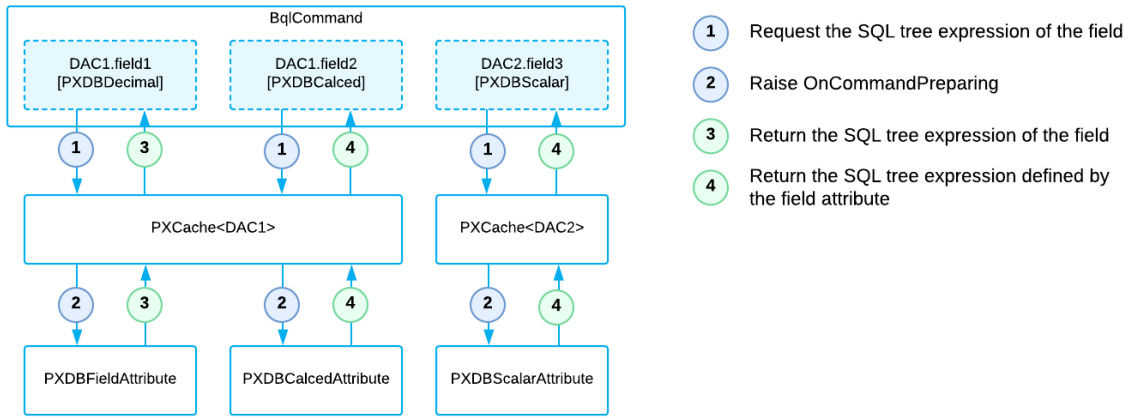 BqlCommand
DAC1.field1
[PXDBDecimal]
DAC1.field2
[PXDBCalced]
DAC2.field3
[PXDBScalar]
1
3
1
4
1
4
PXCache<DAC1>
PXCache<DAC2>
2
3
2
4
2
4
PXDBFieldAttribute
PXDBCalcedAttribute
PXDBScalarAttribute
1 Request the SQL tree expression of the field
2 Raise OnCommandPreparing
3 Return the SQL tree expression of the field
4 Return the SQL tree expression defined by
the field attribute